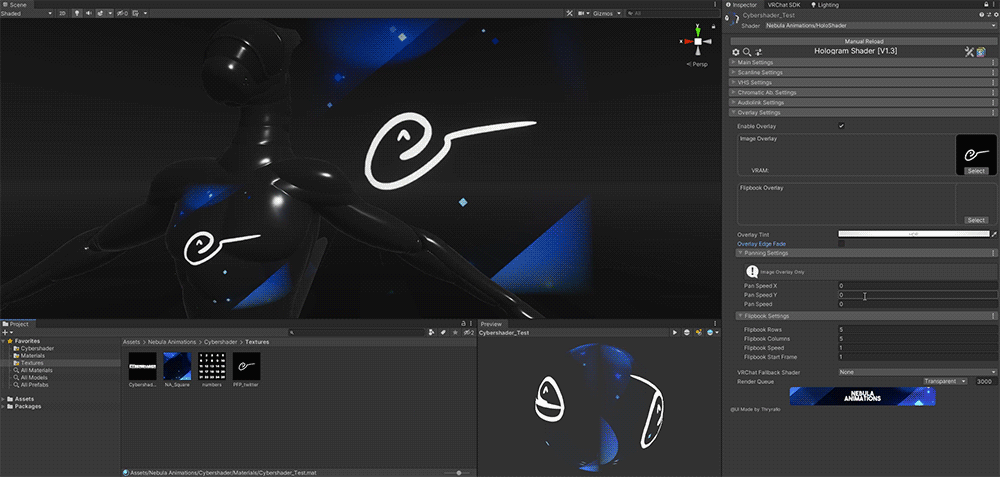 Scene
Shaded
2D
Gizmos
All
Persp
Project
Favorites
Cybershader
Materials
Textures
All Materials
All Models
All Prefabs
Assets
Packages
Assets > Nebula Animations > Cybershader > Textures
Cybershad...
NA_Square
numbers
PFP_twitter
Assets/Nebula Animations/Cybershader/Materials/Cybershader_Test.mat
Preview
Cybershader_Test
Inspector
VRChat SDK
Lighting
Cybershader_Test
Shader
Nebula Animations/HoloShader
Manual Reload
Hologram Shader [V1.3]
Main Settings
Scanline Settings
VHS Settings
Chromatic Ab. Settings
Audiolink Settings
Overlay Settings
Enable Overlay
Image Overlay
VRAM:
Select
Flipbook Overlay
Select
Overlay Tint
HDR
Overlay Edge Fade
Panning Settings
Image Overlay Only
Pan Speed X 0
Pan Speed Y 0
Pan Speed 0
Flipbook Settings
Flipbook Rows 5
Flipbook Columns 5
Flipbook Speed 1
Flipbook Start Frame 1
VRChat Fallback Shader None
Render Queue Transparent 3000
NEBULA
ANIMATIONS
@UI Made by: Thryrallo